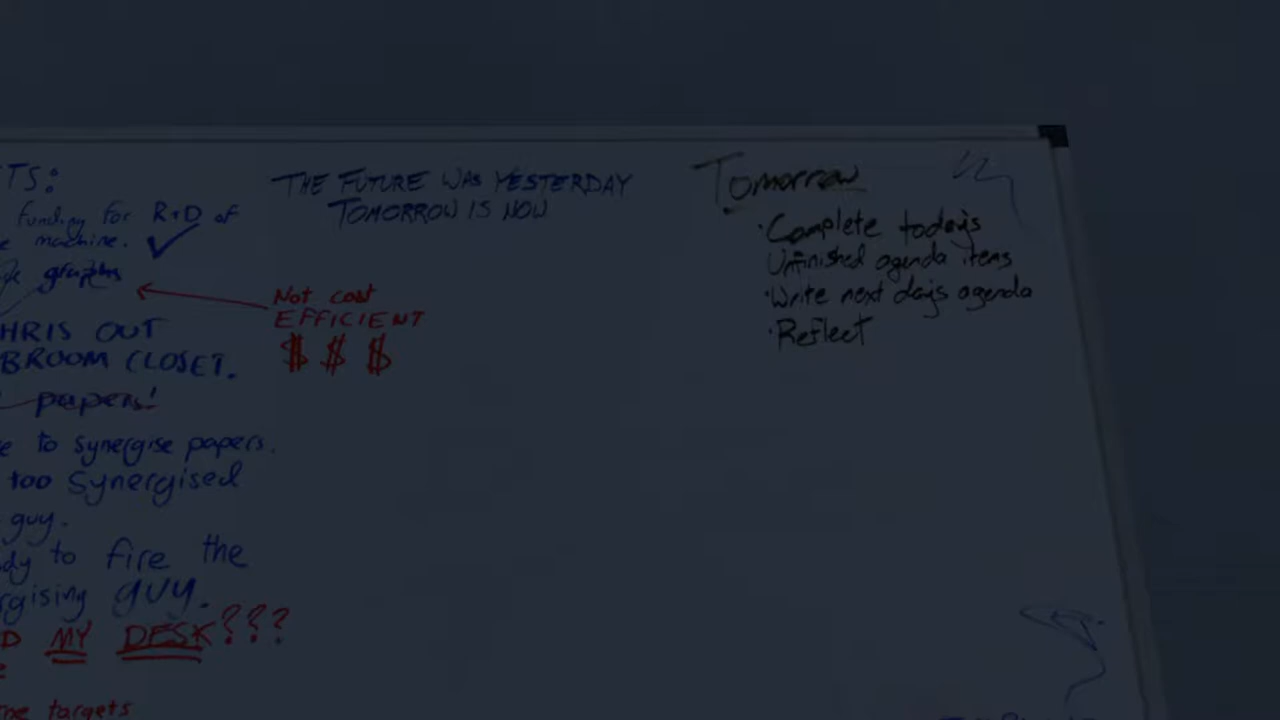 TS:
funding for R+D of
machine.
graphs
HRIS OUT
BROOM CLOSET.
papers!
to synergise papers.
too synergised
guy.
to fire the
gising guy.
MY DESK???
targets
THE FUTURE WAS YESTERDAY
TOMORROW IS NOW
Not cost
EFFICIENT
$ $ $
Tomorrow
·Complete todays
Unfinished agenda items
·Write next days agenda
·Reflect